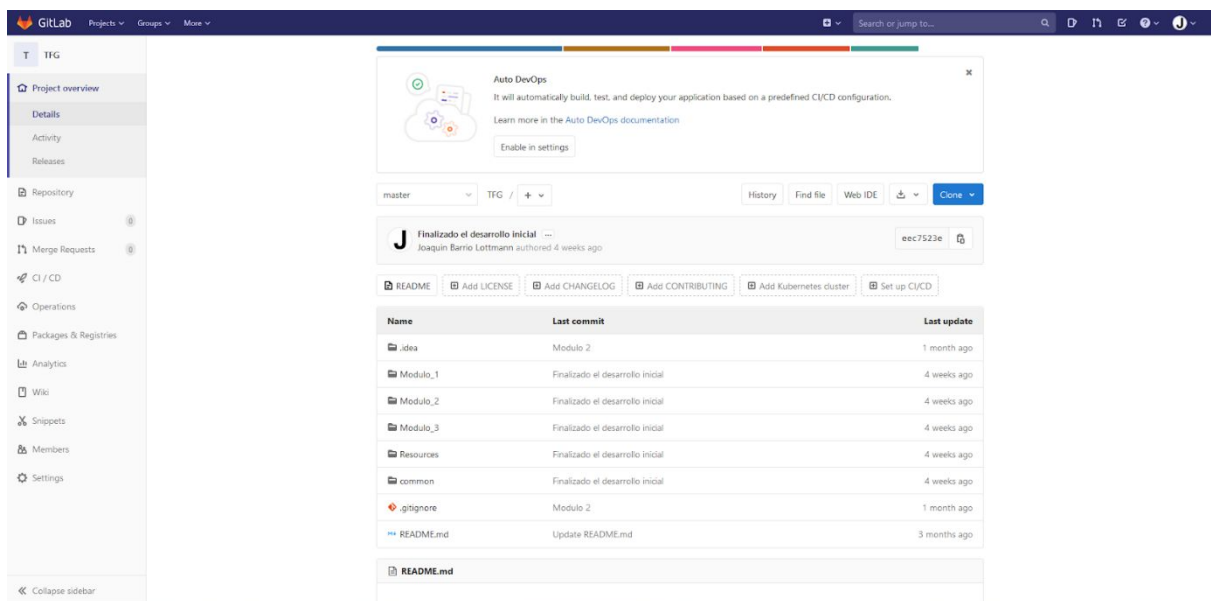 GitLab Projects Groups More Search or jump to...
T TFG
Project overview
Details
Activity
Releases
Repository
Issues 0
Merge Requests 0
CI / CD
Operations
Packages & Registries
Analytics
Wiki
Snippets
Members
Settings
Collapse sidebar
Auto DevOps
It will automatically build, test, and deploy your application based on a predefined CI/CD configuration.
Learn more in the Auto DevOps documentation
Enable in settings
master TFG / + History Find file Web IDE Clone
J Finalizado el desarrollo inicial ...
Joaquin Barrio Lottmann authored 4 weeks ago
eec7523e
README Add LICENSE Add CHANGELOG Add CONTRIBUTING Add Kubernetes cluster Set up CI/CD
Name Last commit Last update
.idea Modulo 2 1 month ago
Modulo_1 Finalizado el desarrollo inicial 4 weeks ago
Modulo_2 Finalizado el desarrollo inicial 4 weeks ago
Modulo_3 Finalizado el desarrollo inicial 4 weeks ago
Resources Finalizado el desarrollo inicial 4 weeks ago
common Finalizado el desarrollo inicial 4 weeks ago
.gitignore Modulo 2 1 month ago
README.md Update README.md 3 months ago
README.md